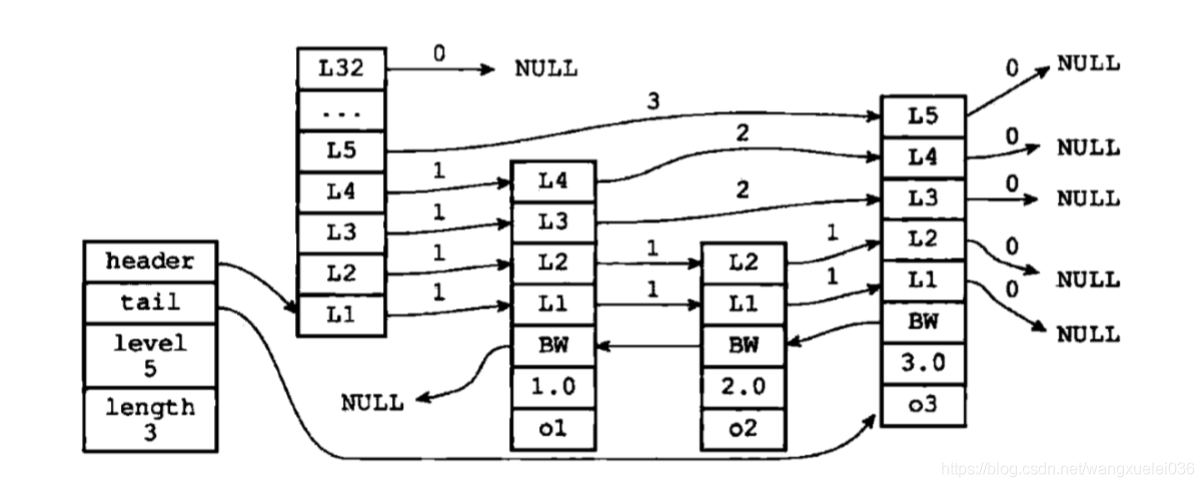 L32
...
L5
L4
L3
L2
L1
0
NULL
3
1
1
1
1
header
tail
level
5
length
3
NULL
L4
L3
L2
L1
BW
1.0
o1
2
2
1
1
L2
L1
BW
2.0
o2
1
1
L5
L4
L3
L2
L1
BW
3.0
o3
0
NULL
0
NULL
0
NULL
0
NULL
0
NULL
https://blog.csdn.net/wangxuelei036